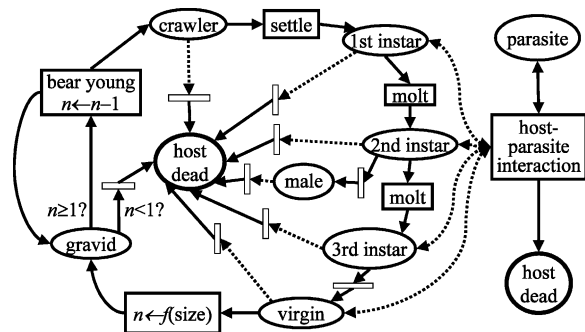 crawler
settle
1st instar
parasite
bear young
n←n−1
molt
host
dead
2nd instar
host-
parasite
interaction
male
molt
n≥1?
n<1?
gravid
3rd instar
host
dead
n←f(size)
virgin